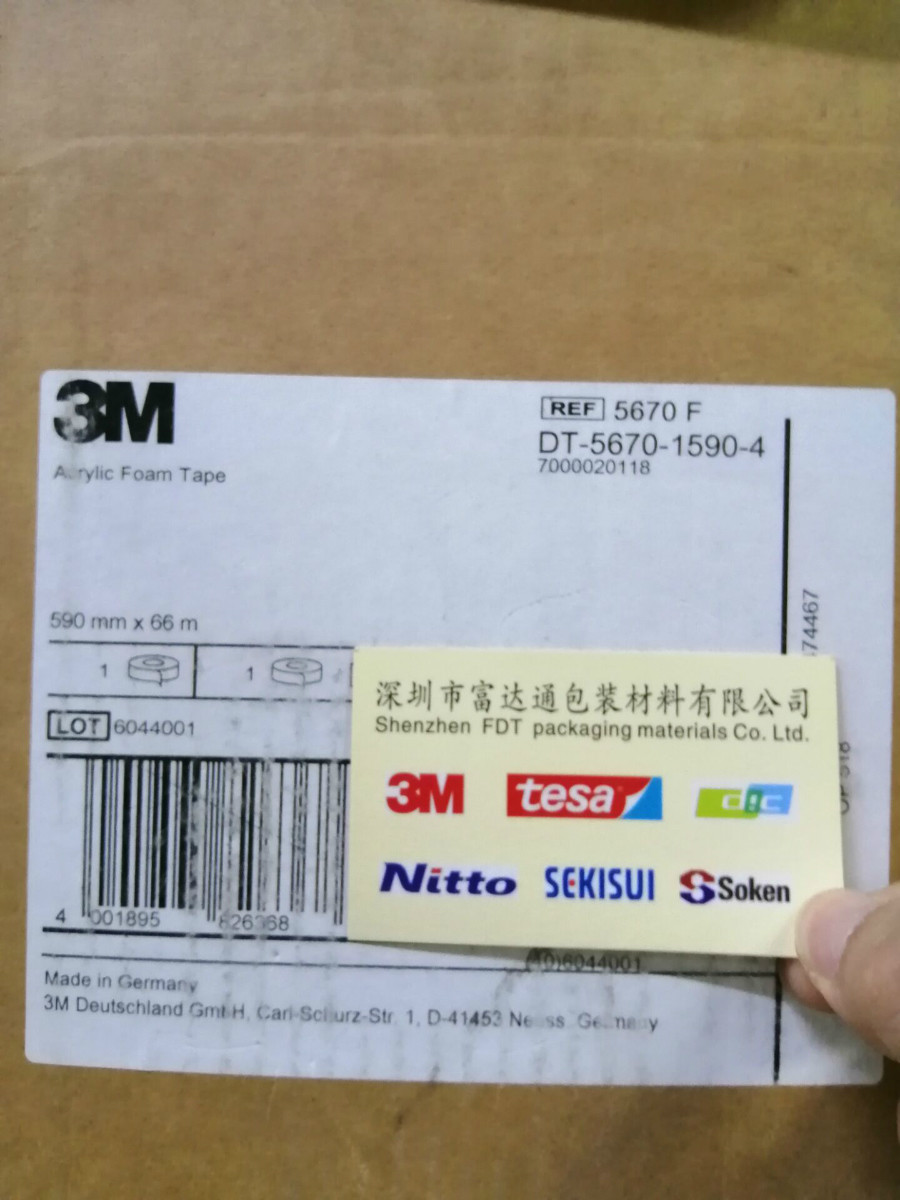 3M
Acrylic Foam Tape
REF 5670 F
DT-5670-1590-4
7000020118
590 mm x 66 m
1
1
LOT 6044001
4 001895
Made in Germany
3M Deutschland GmbH, Carl-Schurz-Str. 1, D-41453 Neuss Germany
74467
深圳市富达通包装材料有限公司
Shenzhen FDT packaging materials Co. Ltd.
3M
tesa
dic
Nitto
SEKISUI
Soken